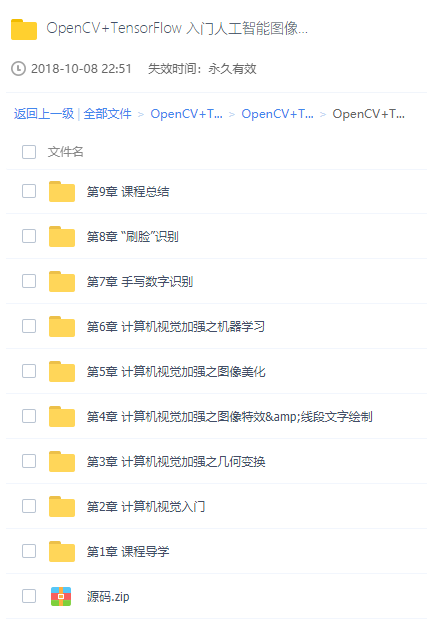 OpenCV+TensorFlow 入门人工智能图像...
2018-10-08 22:51 失效时间：永久有效
返回上一级 | 全部文件 > OpenCV+T... > OpenCV+T... > OpenCV+T...
文件名
第9章 课程总结
第8章 “刷脸”识别
第7章 手写数字识别
第6章 计算机视觉加强之机器学习
第5章 计算机视觉加强之图像美化
第4章 计算机视觉加强之图像特效&amp;线段文字绘制
第3章 计算机视觉加强之几何变换
第2章 计算机视觉入门
第1章 课程导学
源码.zip